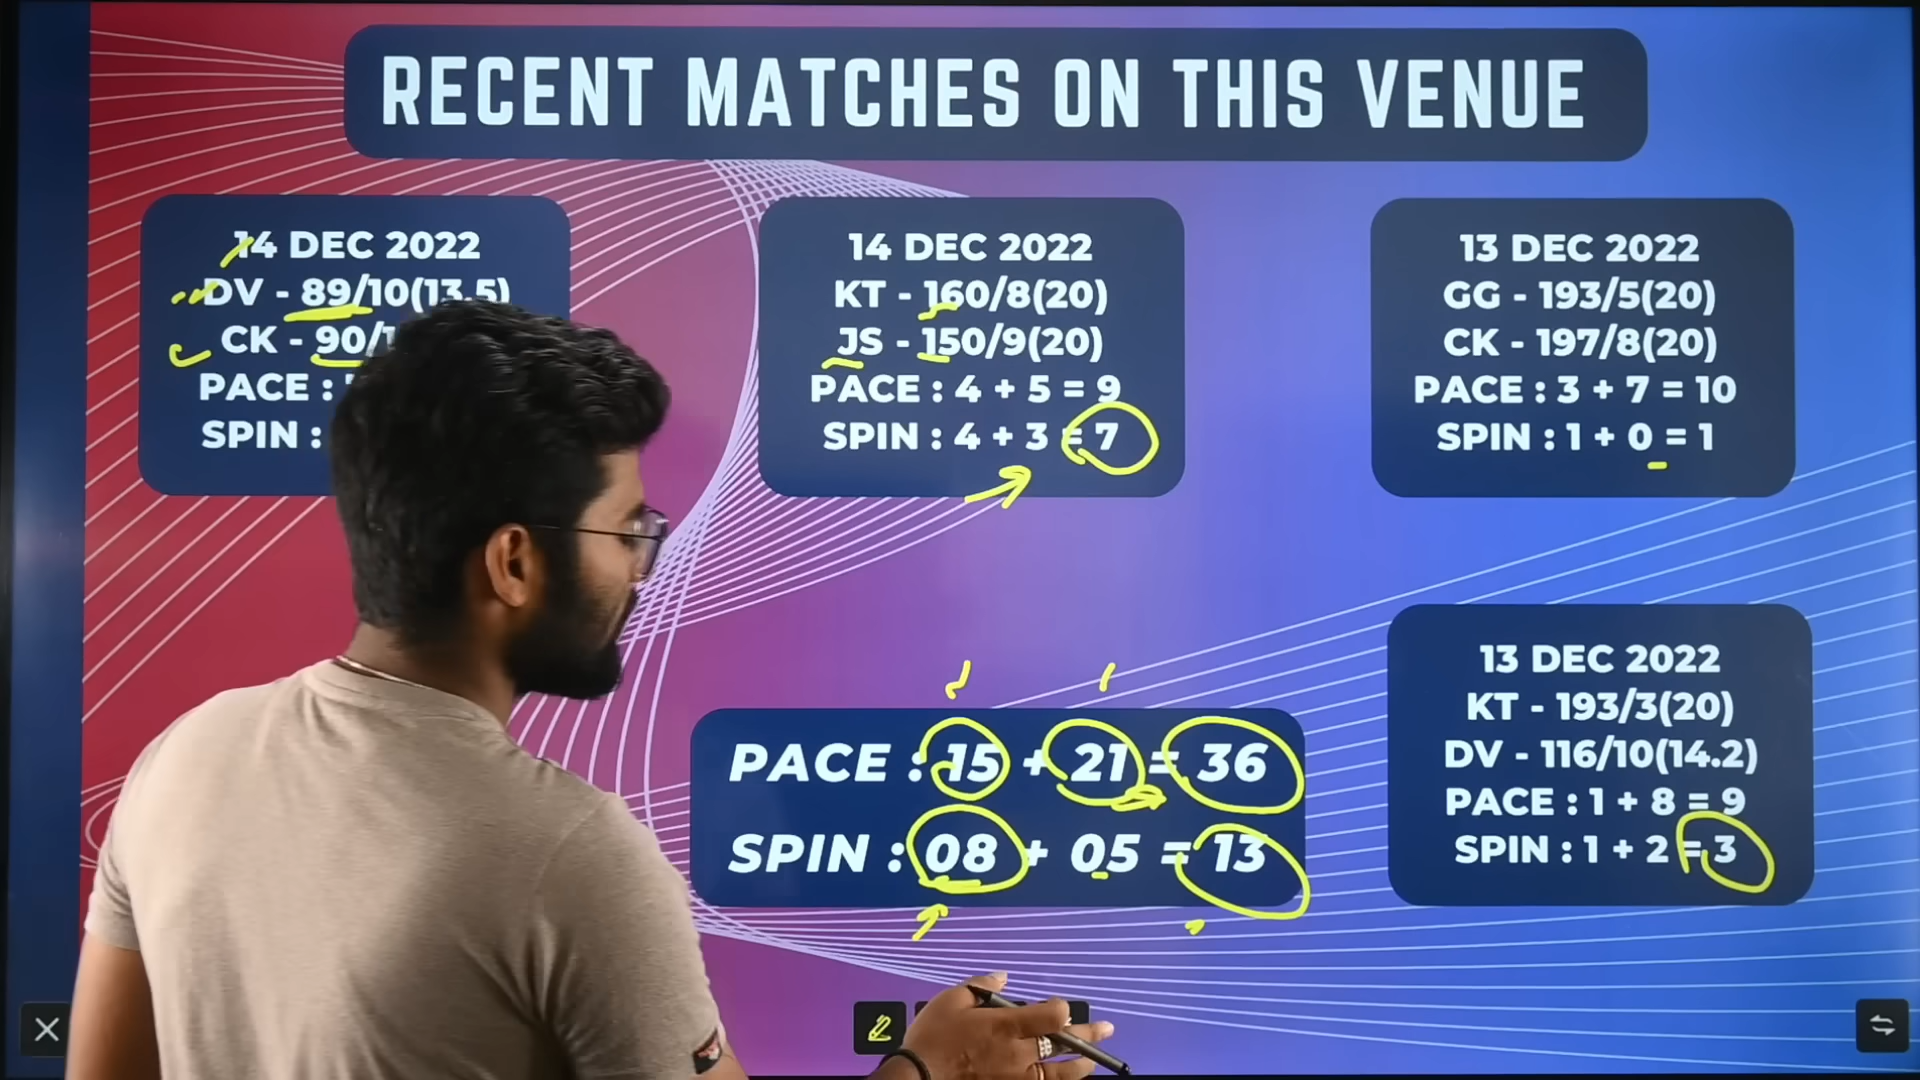 RECENT MATCHES ON THIS VENUE
14 DEC 2022
DV - 89/10(13.5)
CK - 90/
PACE :
SPIN :
14 DEC 2022
KT - 160/8(20)
JS - 150/9(20)
PACE : 4 + 5 = 9
SPIN : 4 + 3 = 7
13 DEC 2022
GG - 193/5(20)
CK - 197/8(20)
PACE : 3 + 7 = 10
SPIN : 1 + 0 = 1
13 DEC 2022
KT - 193/3(20)
DV - 116/10(14.2)
PACE : 1 + 8 = 9
SPIN : 1 + 2 = 3
PACE : 15 + 21 = 36
SPIN : 08 + 05 = 13